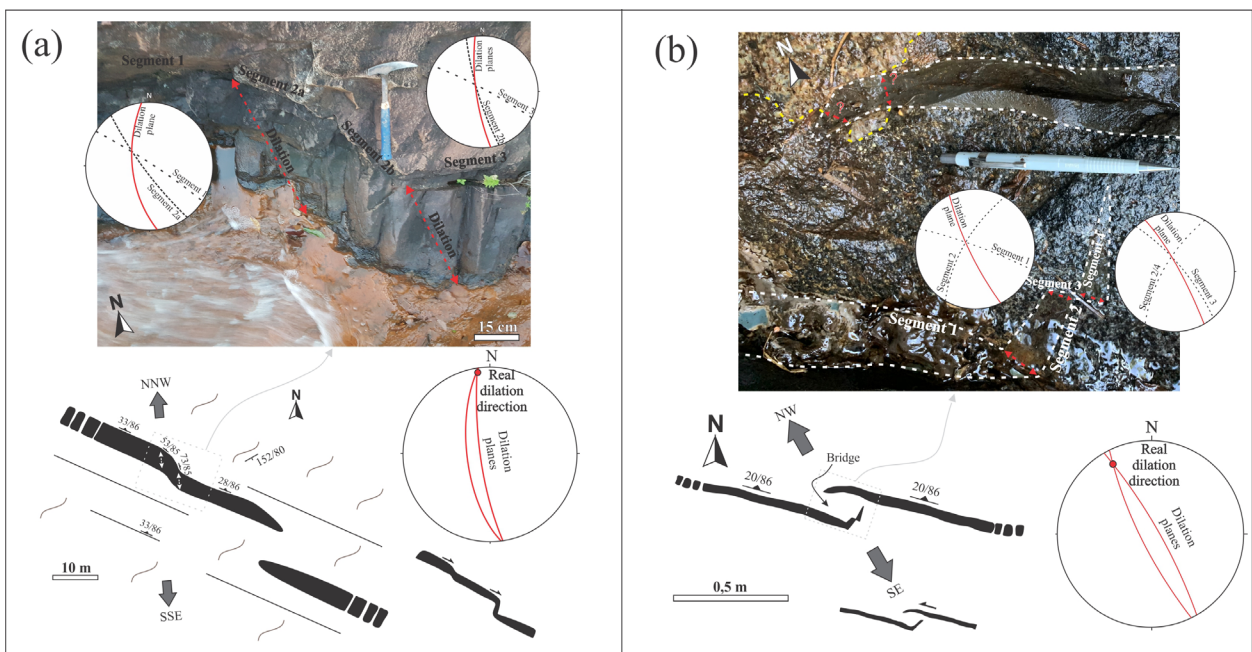 (a)
Segment 1
Segment 2a
Dilation
Segment 2b
Dilation
Segment 3
N
Dilation
plane
Segment 1
Segment 2a
N
Dilation
planes
Segment 3
Segment 2b
N
15 cm
NNW
N
33/86
53/85
73/85
152/80
28/86
33/86
10 m
SSE
N
Real
dilation
direction
Dilation
planes
(b)
N
Dilation
plane
Segment 2
Segment 1
Dilation
plane
Segment 2/4
Segment 3
Segment 1
Segment 3
Segment 2
Segment 1
N
NW
Bridge
20/86
20/86
SE
0,5 m
N
Real
dilation
direction
Dilation
planes